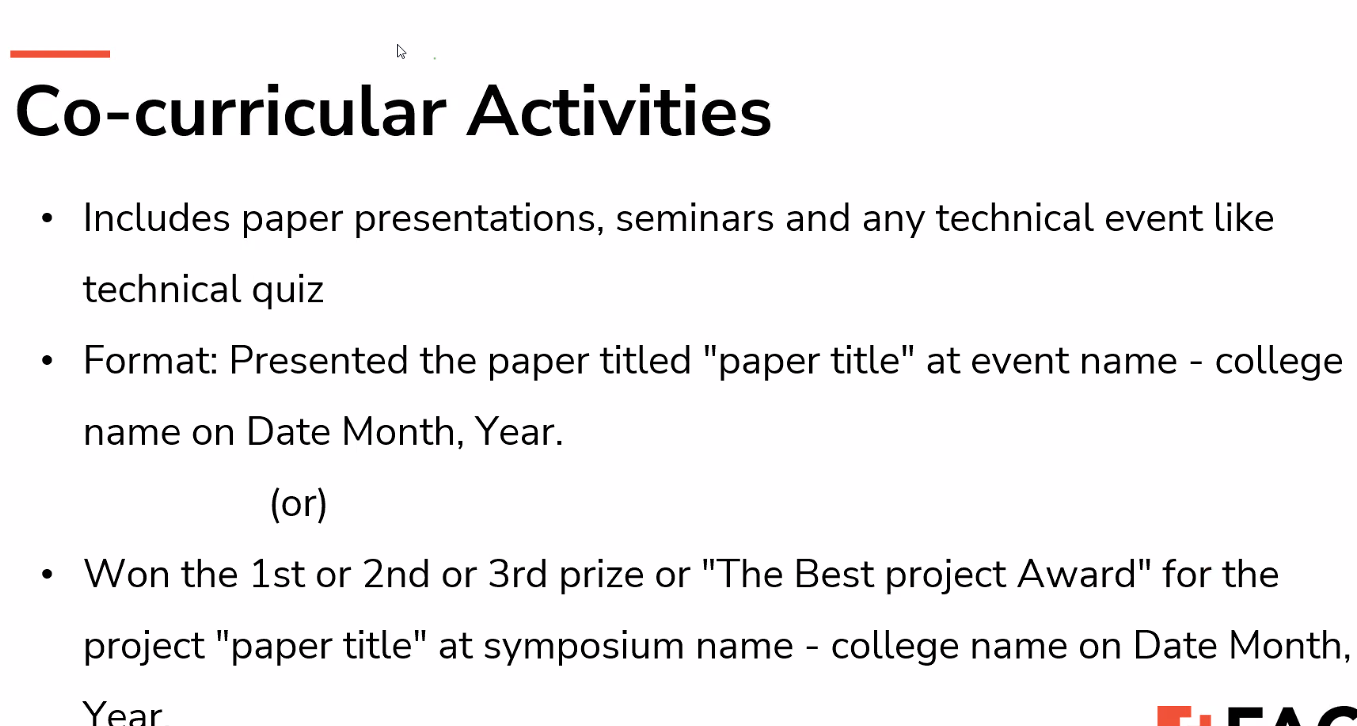 Co-curricular Activities
• Includes paper presentations, seminars and any technical event like
technical quiz
• Format: Presented the paper titled "paper title" at event name - college
name on Date Month, Year.
(or)
• Won the 1st or 2nd or 3rd prize or "The Best project Award" for the
project "paper title" at symposium name - college name on Date Month,
Year.